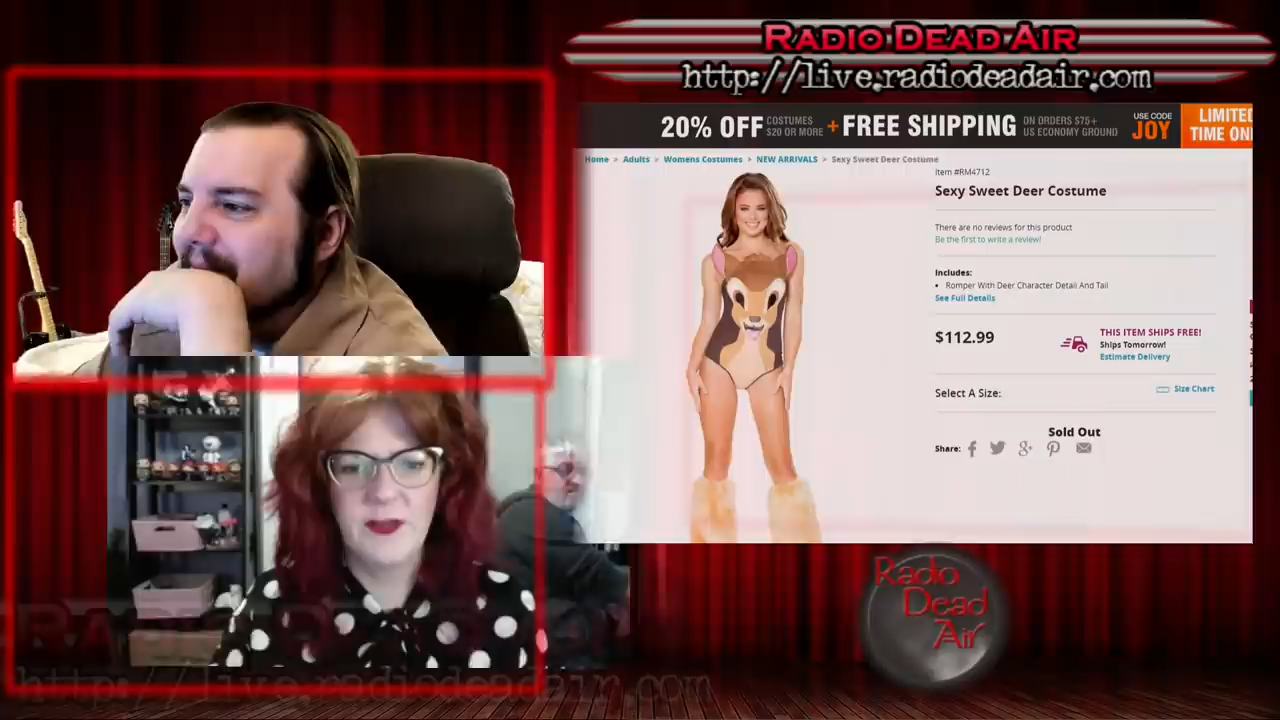 RADIO DEAD AIR
http://live.radiodeadair.com
20% OFF COSTUMES $20 OR MORE + FREE SHIPPING ON ORDERS $75+ US ECONOMY GROUND USE CODE JOY LIMITED TIME ON
Home > Adults > Womens Costumes > NEW ARRIVALS > Sexy Sweet Deer Costume
Item #RM4712
Sexy Sweet Deer Costume
There are no reviews for this product
Be the first to write a review!
Includes:
• Romper With Deer Character Detail And Tail
See Full Details
$112.99
THIS ITEM SHIPS FREE!
Ships Tomorrow!
Estimate Delivery
Select A Size:
Size Chart
Sold Out
Share:
Radio
Dead
Air
http://live.radiodeadair.com